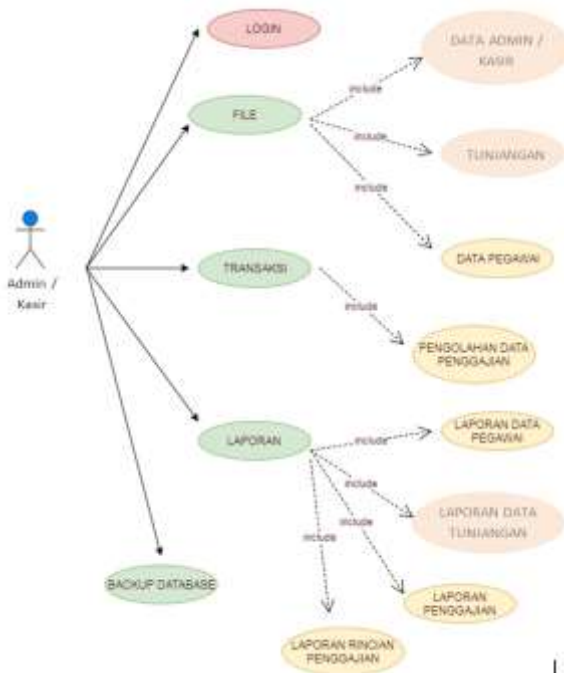 LOGIN
DATA ADMIN /
KASIR
include
FILE
include
TUNJANGAN
include
DATA PEGAWAI
Admin /
Kasir
TRANSAKSI
include
PENGOLAHAN DATA
PENGGAJIAN
LAPORAN
include
LAPORAN DATA
PEGAWAI
include
LAPORAN DATA
TUNJANGAN
include
include
BACKUP DATABASE
LAPORAN
PENGGAJIAN
LAPORAN RINCIAN
PENGGAJIAN